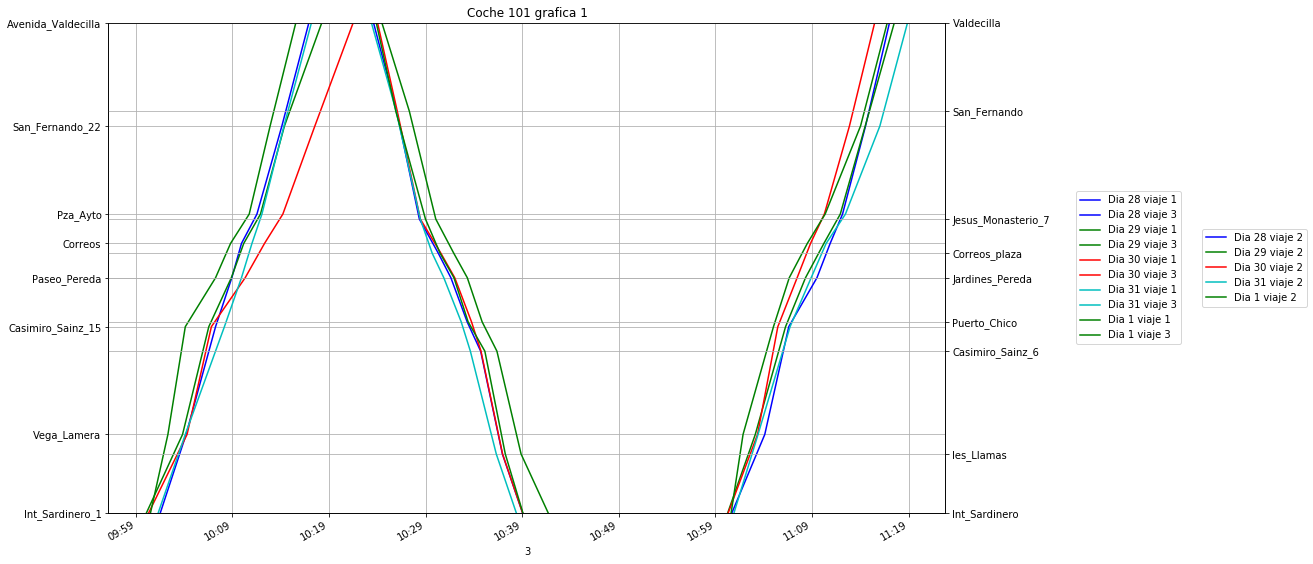 Coche 101 grafica 1
Avenida_Valdecilla
San_Fernando_22
Pza_Ayto
Correos
Paseo_Pereda
Casimiro_Sainz_15
Vega_Lamera
Int_Sardinero_1
Valdecilla
San_Fernando
Jesus_Monasterio_7
Correos_plaza
Jardines_Pereda
Puerto_Chico
Casimiro_Sainz_6
Ies_Llamas
Int_Sardinero
09:59
10:09
10:19
10:29
10:39
10:49
10:59
11:09
11:19
3
Dia 28 viaje 1
Dia 28 viaje 3
Dia 29 viaje 1
Dia 29 viaje 3
Dia 30 viaje 1
Dia 30 viaje 3
Dia 31 viaje 1
Dia 31 viaje 3
Dia 1 viaje 1
Dia 1 viaje 3
Dia 28 viaje 2
Dia 29 viaje 2
Dia 30 viaje 2
Dia 31 viaje 2
Dia 1 viaje 2